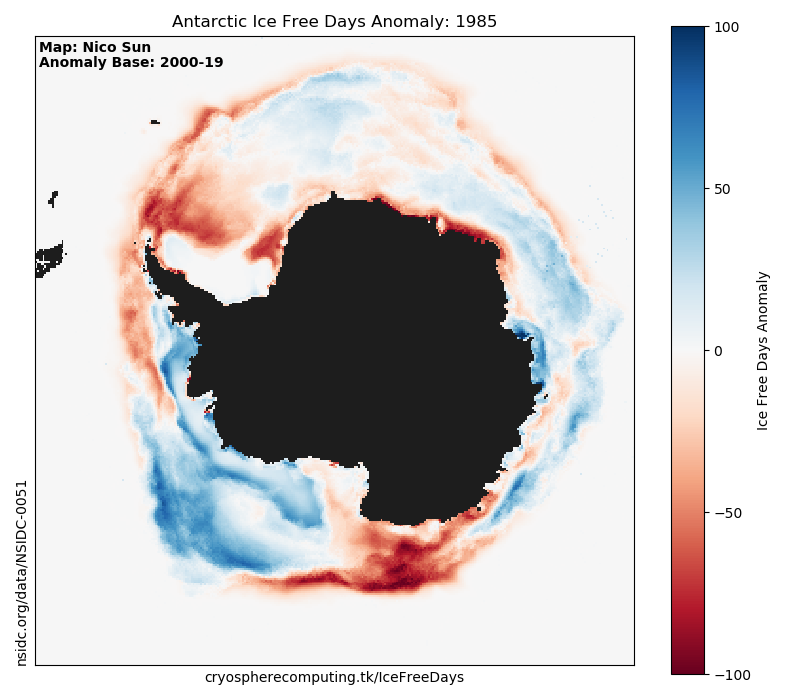 Antarctic Ice Free Days Anomaly: 1985
Map: Nico Sun
Anomaly Base: 2000-19
100
50
0
−50
−100
Ice Free Days Anomaly
nsidc.org/data/NSIDC-0051
cryospherecomputing.tk/IceFreeDays